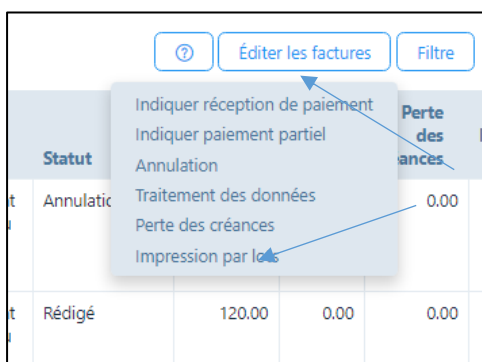 ? Éditer les factures Filtre
Indiquer réception de paiement
Indiquer paiement partiel
Annulation
Traitement des données
Perte des créances
Impression par lots
Perte
des
Statut
Annulatio
0.00
Rédigé 120.00 0.00 0.00